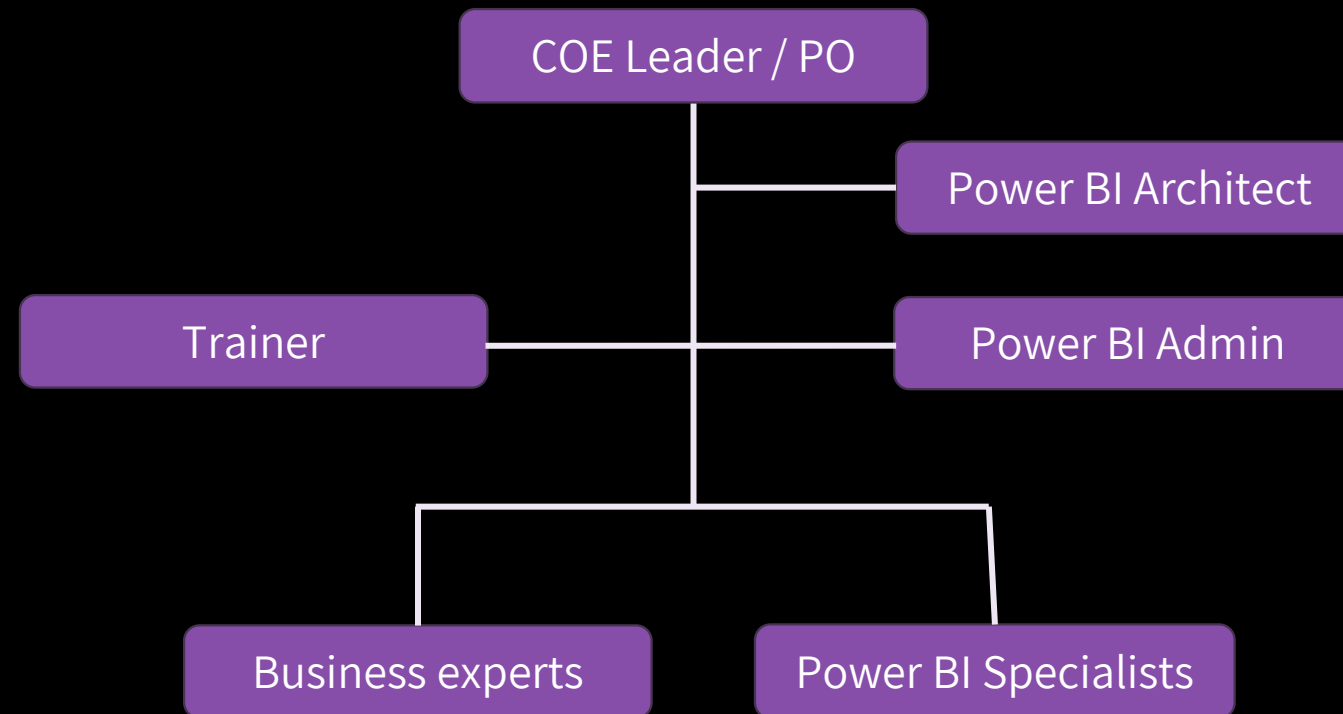 COE Leader / PO
Power BI Architect
Trainer
Power BI Admin
Business experts
Power BI Specialists